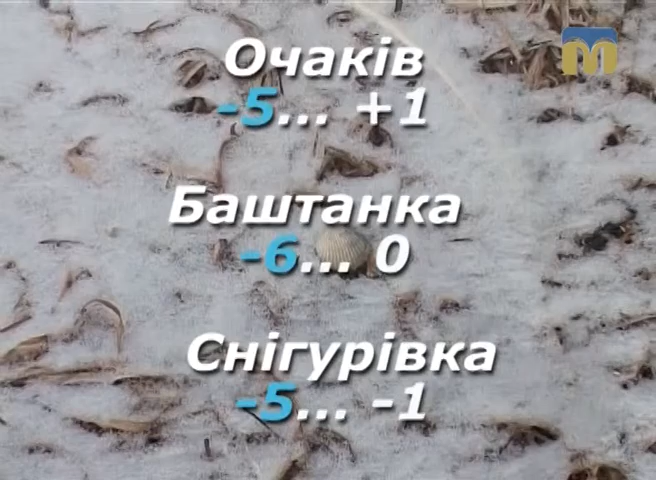 Очаків
-5... +1
Баштанка
-6... 0
Снігурівка
-5... -1
М